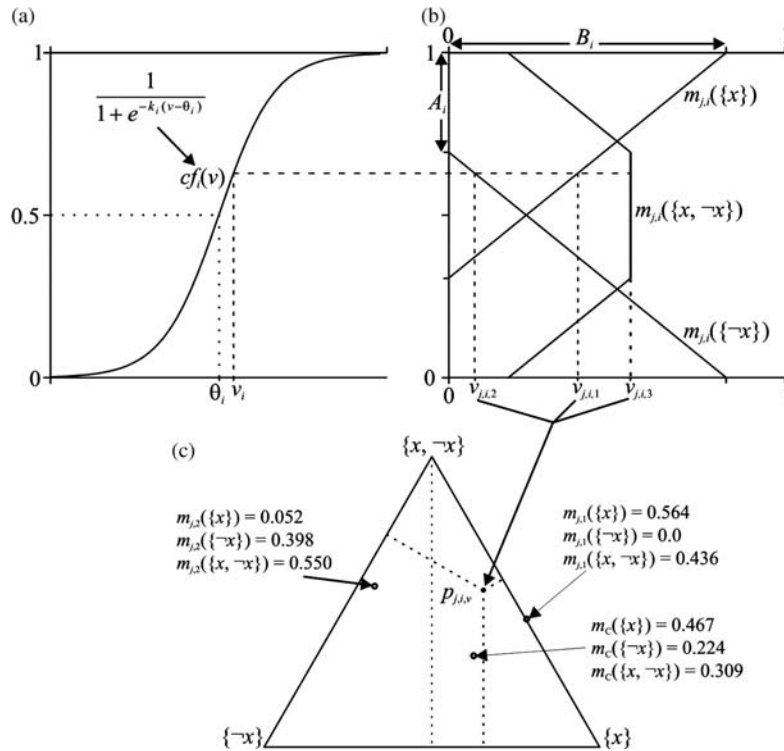 (a)
1
1
1 + e^{-k_i(v-θ_i)}
cf_i(v)
0.5
0
θ_i
v_i
(b)
0
1
B_i
1
A_i
m_{j,i}({x})
m_{j,i}({x, ¬x})
m_{j,i}({¬x})
0
0
v_{j,i,2}
v_{j,i,1}
v_{j,i,3}
1
(c)
{x, ¬x}
m_{j,2}({x}) = 0.052
m_{j,2}({¬x}) = 0.398
m_{j,2}({x, ¬x}) = 0.550
m_{j,1}({x}) = 0.564
m_{j,1}({¬x}) = 0.0
m_{j,1}({x, ¬x}) = 0.436
p_{j,i,v}
m_C({x}) = 0.467
m_C({¬x}) = 0.224
m_C({x, ¬x}) = 0.309
{¬x}
{x}